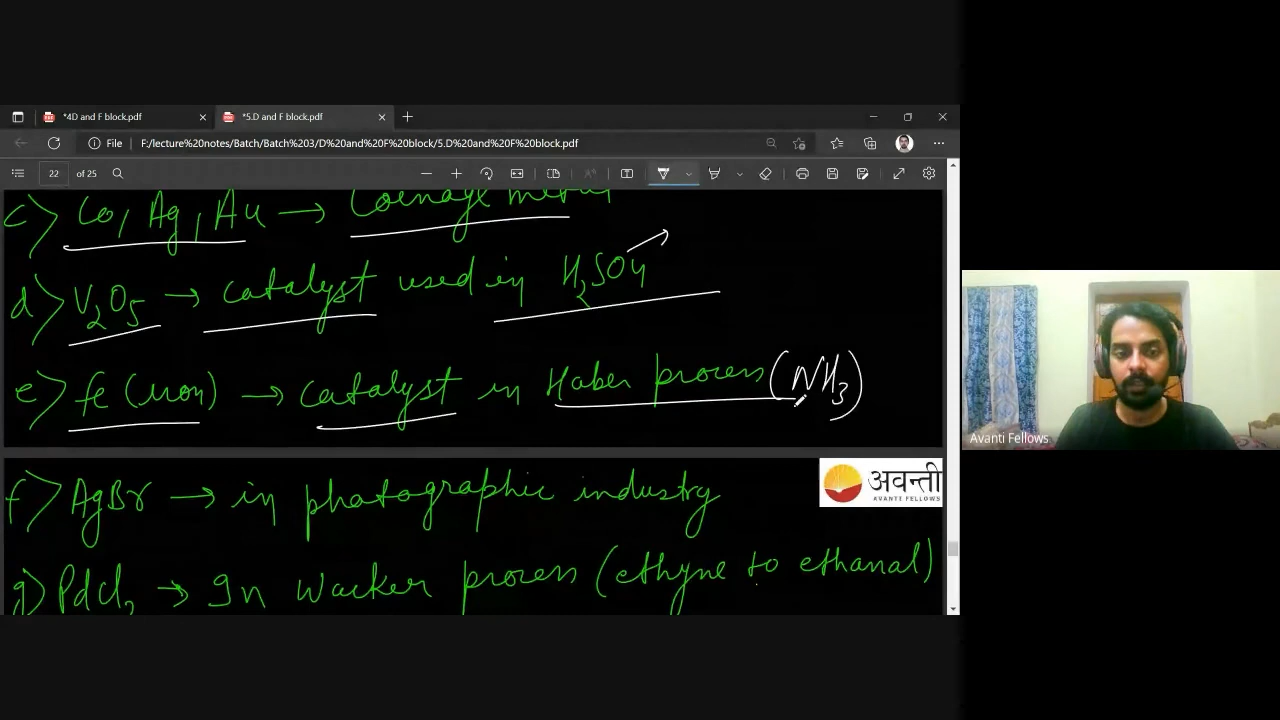 *4D and F block.pdf
*5.D and F block.pdf
File
F:/lecture%20notes/Batch/Batch%203/D%20and%20F%20block/5.D%20and%20F%20block.pdf
22 of 25
c> Co, Ag, Au → Coenage metal
d> V2O5 → catalyst used in H2SO4
e> Fe (iron) → catalyst in Haber process (NH3)
अवन्ती
AVANTI FELLOWS
f> AgBr → in photographic industry
g) PdCl2 → In Wacker process (ethyne to ethanal)
Avanti Fellows